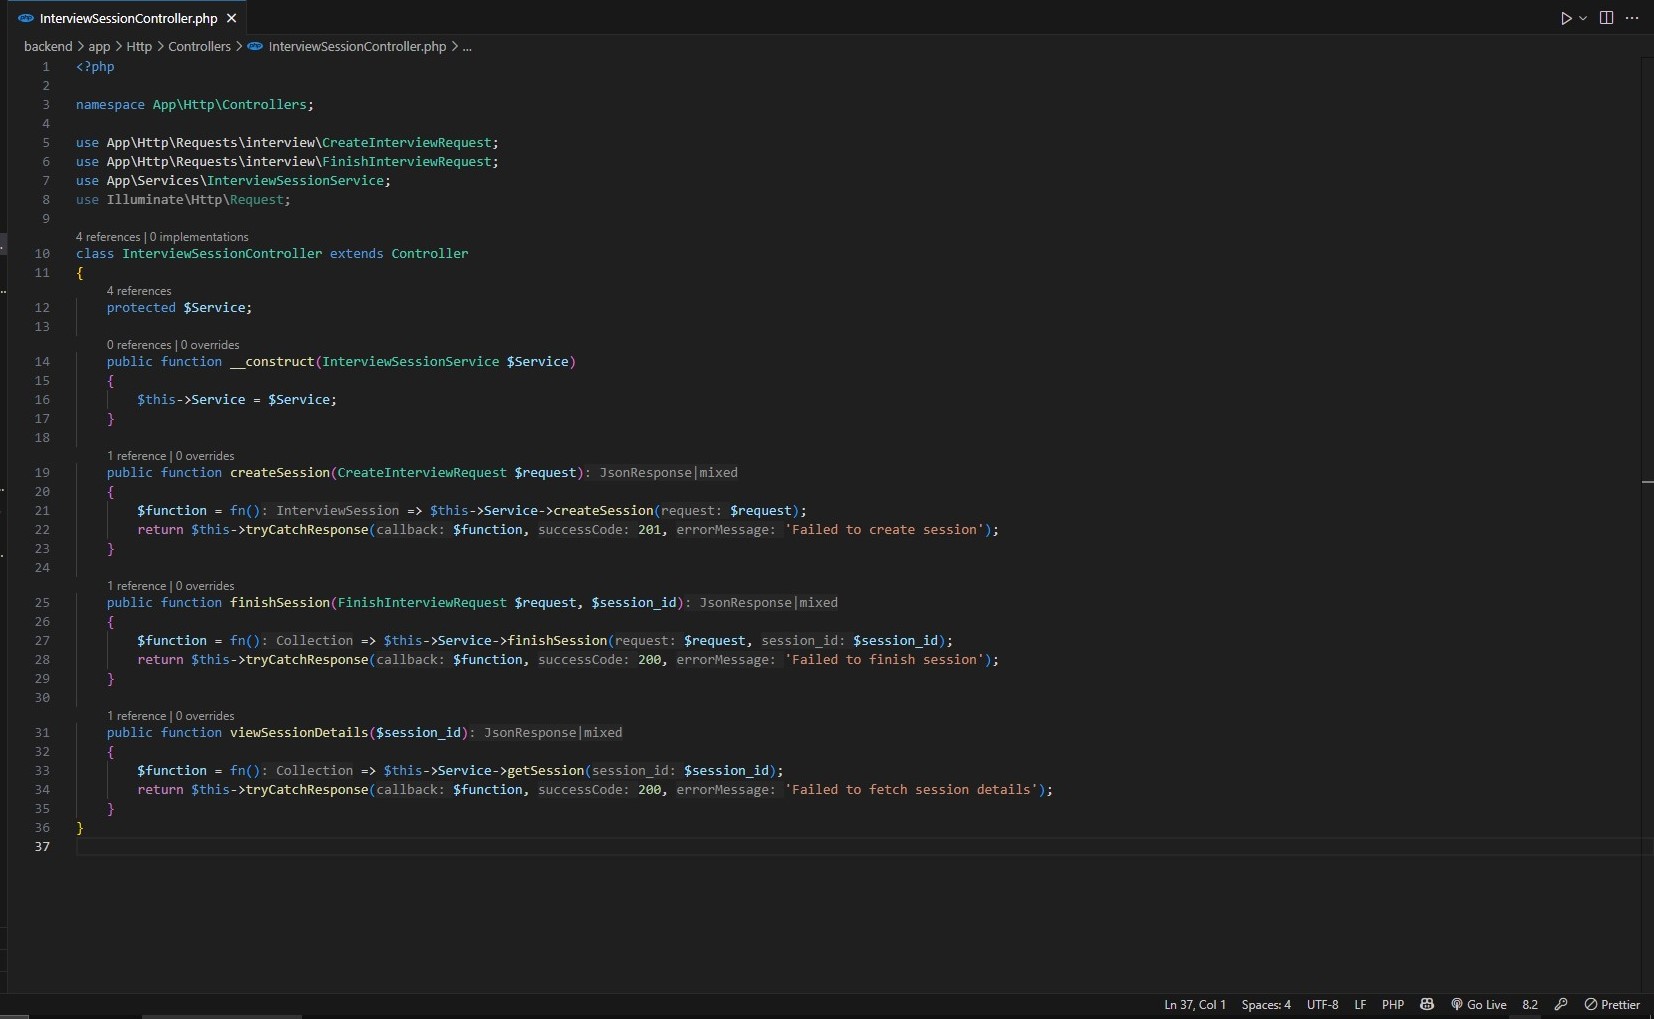 InterviewSessionController.php
backend > app > Http > Controllers > InterviewSessionController.php > ...
1 <?php
2
3 namespace App\Http\Controllers;
4
5 use App\Http\Requests\interview\CreateInterviewRequest;
6 use App\Http\Requests\interview\FinishInterviewRequest;
7 use App\Services\InterviewSessionService;
8 use Illuminate\Http\Request;
9
4 references | 0 implementations
10 class InterviewSessionController extends Controller
11 {
4 references
12 protected $Service;
13
0 references | 0 overrides
14 public function __construct(InterviewSessionService $Service)
15 {
16 $this->Service = $Service;
17 }
18
1 reference | 0 overrides
19 public function createSession(CreateInterviewRequest $request): JsonResponse|mixed
20 {
21 $function = fn(): InterviewSession => $this->Service->createSession(request: $request);
22 return $this->tryCatchResponse(callback: $function, successCode: 201, errorMessage: 'Failed to create session');
23 }
24
1 reference | 0 overrides
25 public function finishSession(FinishInterviewRequest $request, $session_id): JsonResponse|mixed
26 {
27 $function = fn(): Collection => $this->Service->finishSession(request: $request, session_id: $session_id);
28 return $this->tryCatchResponse(callback: $function, successCode: 200, errorMessage: 'Failed to finish session');
29 }
30
1 reference | 0 overrides
31 public function viewSessionDetails($session_id): JsonResponse|mixed
32 {
33 $function = fn(): Collection => $this->Service->getSession(session_id: $session_id);
34 return $this->tryCatchResponse(callback: $function, successCode: 200, errorMessage: 'Failed to fetch session details');
35 }
36 }
37
Ln 37, Col 1 Spaces: 4 UTF-8 LF PHP Go Live 8.2 Prettier